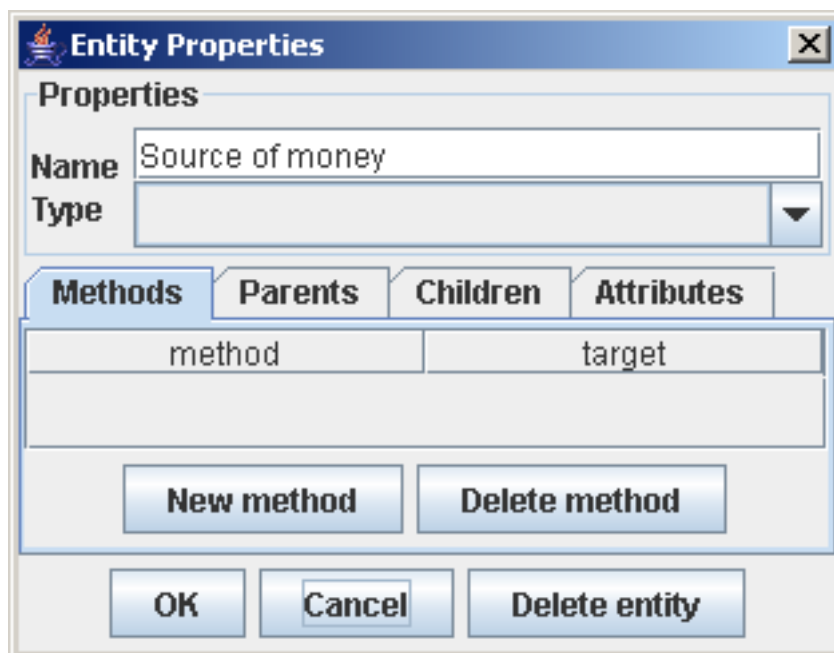 Entity Properties
Properties
Name Source of money
Type
Methods Parents Children Attributes
method target
New method Delete method
OK Cancel Delete entity